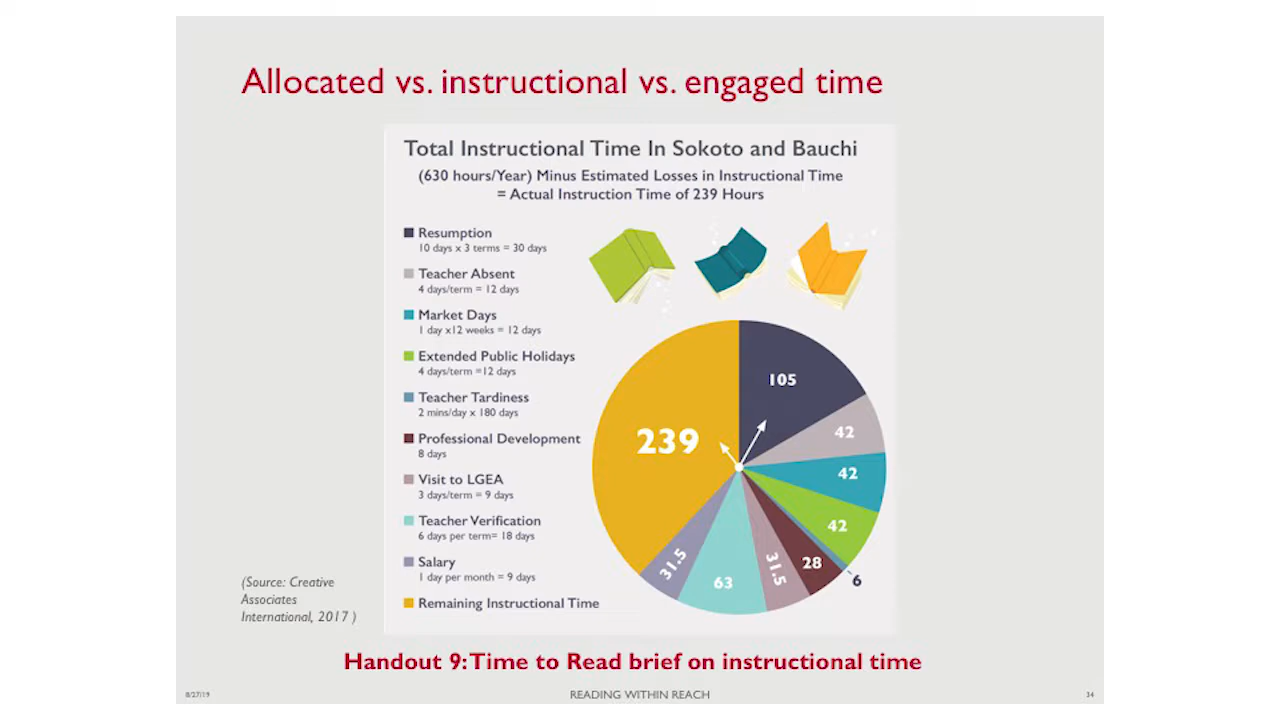 Allocated vs. instructional vs. engaged time
Total Instructional Time In Sokoto and Bauchi
(630 hours/Year) Minus Estimated Losses in Instructional Time
= Actual Instruction Time of 239 Hours
Resumption
10 days x 3 terms = 30 days
Teacher Absent
4 days/term = 12 days
Market Days
1 day x12 weeks = 12 days
Extended Public Holidays
4 days/term =12 days
Teacher Tardiness
2 mins/day x 180 days
Professional Development
8 days
Visit to LGEA
3 days/term = 9 days
Teacher Verification
6 days per term= 18 days
Salary
1 day per month = 9 days
Remaining Instructional Time
105
42
42
42
6
28
31.5
63
31.5
239
(Source: Creative
Associates
International, 2017 )
Handout 9: Time to Read brief on instructional time
8/27/19
READING WITHIN REACH
34